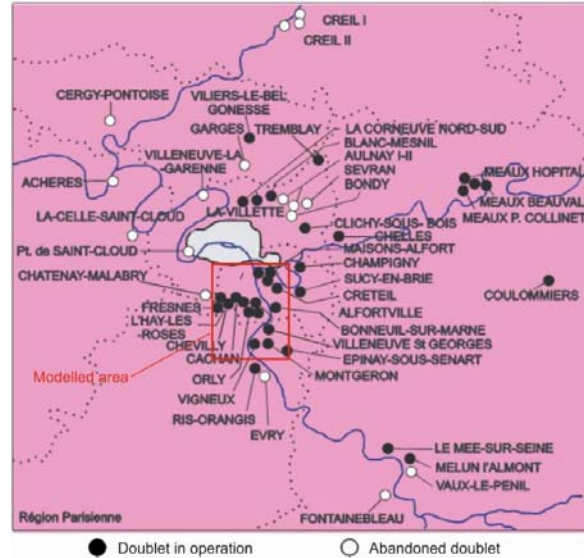 CREIL I
CREIL II
CERGY-PONTOISE
VILIERS-LE-BEL
GONESSE
GARGES
TREMBLAY
LA CORNEUVE NORD-SUD
BLANC-MESNIL
AULNAY I-II
SEVRAN
BONDY
VILLENEUVE-LA
-GARENNE
ACHERES
LA-CELLE-SAINT-CLOUD
LA-VILLETTE
MEAUX HOPITAL
MEAUX BEAUVAL
MEAUX P. COLLINET
CLICHY-SOUS- BOIS
CHELLES
MAISONS-ALFORT
Pt. de SAINT-CLOUD
CHATENAY-MALABRY
CHAMPIGNY
SUCY-EN-BRIE
CRETEIL
COULOMMIERS
FRESNES
L'HAY-LES
-ROSES
ALFORTVILLE
BONNEUIL-SUR-MARNE
CHEVILLY
VILLENEUVE St GEORGES
CACHAN
EPINAY-SOUS-SENART
Modelled area
ORLY
MONTGERON
VIGNEUX
RIS-ORANGIS
EVRY
LE MEE-SUR-SEINE
MELUN l'ALMONT
VAUX-LE-PENIL
Région Parisienne
FONTAINEBLEAU
Doublet in operation
Abandoned doublet